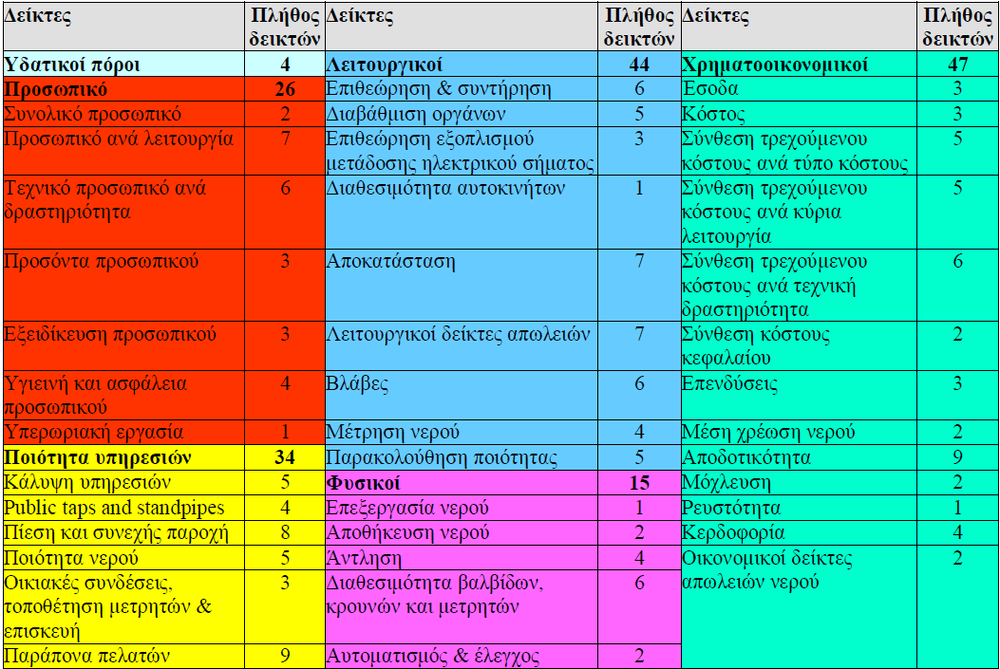 Δείκτες Πλήθος Δείκτες Πλήθος Δείκτες Πλήθος
δεικτών δεικτών δεικτών
Υδατικοί πόροι 4 Λειτουργικοί 44 Χρηματοοικονομικοί 47
Προσωπικό 26 Επιθεώρηση & συντήρηση 6 Έσοδα 3
Συνολικό προσωπικό 2 Διαβάθμιση οργάνων 5 Κόστος 3
Προσωπικό ανά λειτουργία 7 Επιθεώρηση εξοπλισμού 3 Σύνθεση τρεχούμενου 5
μετάδοσης ηλεκτρικού σήματος κόστους ανά τύπο κόστους
Τεχνικό προσωπικό ανά 6 Διαθεσιμότητα αυτοκινήτων 1 Σύνθεση τρεχούμενου 5
δραστηριότητα κόστους ανά κύρια
λειτουργία
Προσόντα προσωπικού 3 Αποκατάσταση 7 Σύνθεση τρεχούμενου 6
κόστους ανά τεχνική
δραστηριότητα
Εξειδίκευση προσωπικού 3 Λειτουργικοί δείκτες απωλειών 7 Σύνθεση κόστους 2
κεφαλαίου
Υγιεινή και ασφάλεια 4 Βλάβες 6 Επενδύσεις 3
προσωπικού
Υπερωριακή εργασία 1 Μέτρηση νερού 4 Μέση χρέωση νερού 2
Ποιότητα υπηρεσιών 34 Παρακολούθηση ποιότητας 5 Αποδοτικότητα 9
Κάλυψη υπηρεσιών 5 Φυσικοί 15 Μόχλευση 2
Public taps and standpipes 4 Επεξεργασία νερού 1 Ρευστότητα 1
Πίεση και συνεχής παροχή 8 Αποθήκευση νερού 2 Κερδοφορία 4
Ποιότητα νερού 5 Άντληση 4 Οικονομικοί δείκτες 2
Οικιακές συνδέσεις, 3 Διαθεσιμότητα βαλβίδων, 6 απωλειών νερού
τοποθέτηση μετρητών & κρουνών και μετρητών
επισκευή
Παράπονα πελατών 9 Αυτοματισμός & έλεγχος 2